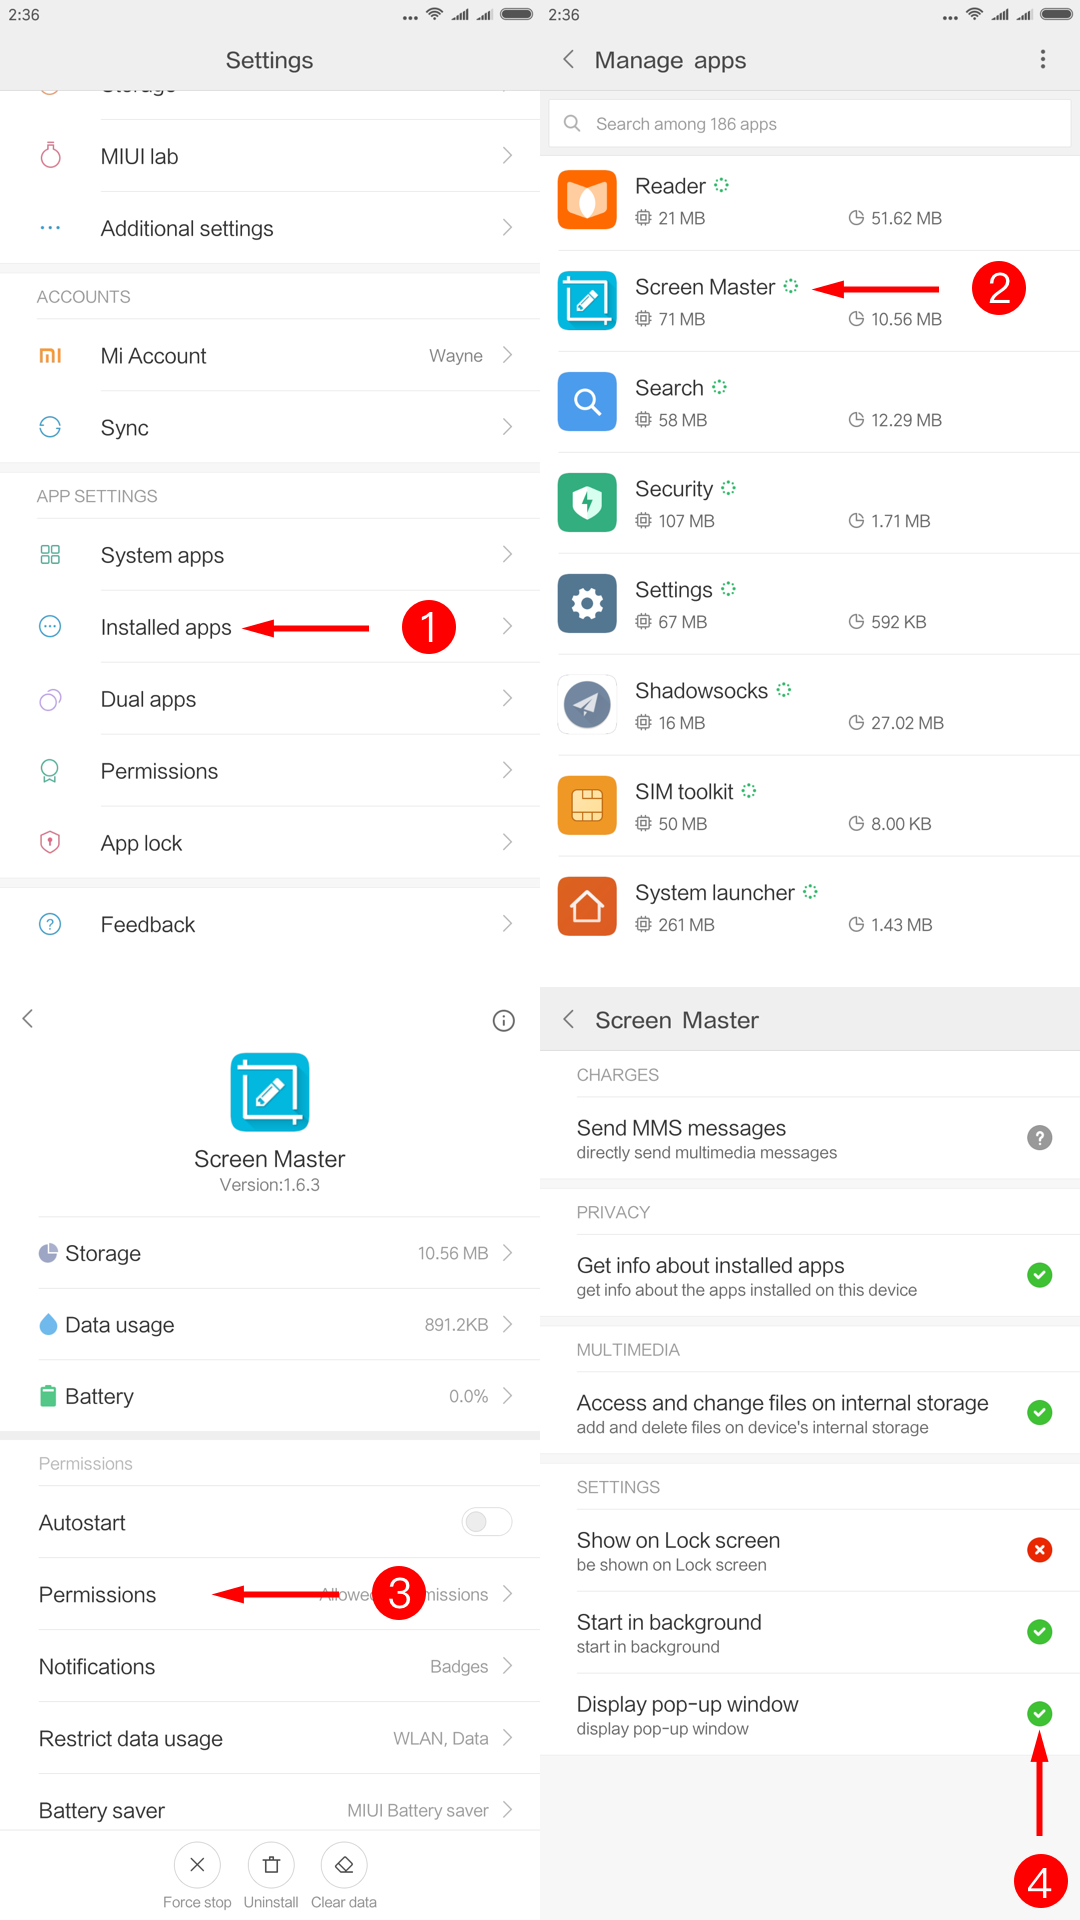 2:36
Settings
Storage
MIUI lab
Additional settings
ACCOUNTS
Mi Account Wayne
Sync
APP SETTINGS
System apps
Installed apps 1
Dual apps
Permissions
App lock
Feedback
2:36
Manage apps
Search among 186 apps
Reader
21 MB 51.62 MB
Screen Master 2
71 MB 10.56 MB
Search
58 MB 12.29 MB
Security
107 MB 1.71 MB
Settings
67 MB 592 KB
Shadowsocks
16 MB 27.02 MB
SIM toolkit
50 MB 8.00 KB
System launcher
261 MB 1.43 MB
Screen Master
Version:1.6.3
Storage 10.56 MB
Data usage 891.2KB
Battery 0.0%
Permissions
Autostart
Permissions 3
Notifications Badges
Restrict data usage WLAN, Data
Battery saver MIUI Battery saver
Force stop Uninstall Clear data
Screen Master
CHARGES
Send MMS messages
directly send multimedia messages
PRIVACY
Get info about installed apps
get info about the apps installed on this device
MULTIMEDIA
Access and change files on internal storage
add and delete files on device's internal storage
SETTINGS
Show on Lock screen
be shown on Lock screen
Start in background
start in background
Display pop-up window
display pop-up window
4